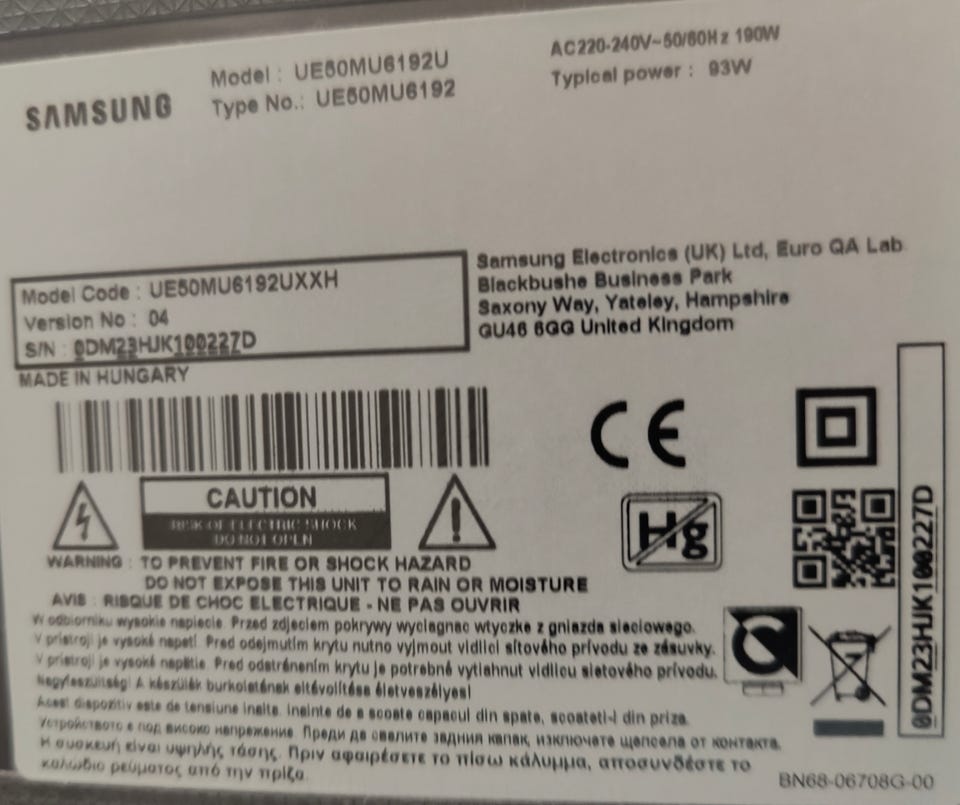 SAMSUNG
Model : UE50MU6192U
Type No.: UE50MU6192
AC220-240V~50/60Hz 190W
Typical power : 93W
Model Code : UE50MU6192UXXH
Version No : 04
S/N : 0DM23HJK100227D
MADE IN HUNGARY
Samsung Electronics (UK) Ltd, Euro QA Lab
Blackbushe Business Park
Saxony Way, Yateley, Hampshire
GU46 6GG United Kingdom
CE
CAUTION
RISK OF ELECTRIC SHOCK
DO NOT OPEN
Hg
WARNING : TO PREVENT FIRE OR SHOCK HAZARD
DO NOT EXPOSE THIS UNIT TO RAIN OR MOISTURE
AVIS : RISQUE DE CHOC ELECTRIQUE - NE PAS OUVRIR
W odbiorniku wysokie napiecie. Przed zdjeciem pokrywy wyciagnac wtyczke z gniazda sieciowego.
V prístroji je vysoké napetí. Pred odejmutím krytu nutno vyjmout vidlici sítového prívodu ze zásuvky.
V prístroji je vysoké napätie. Pred odstránením krytu je potrebné vytiahnut vidlicu sietového prívodu.
Nagyfeszültség! A készülék burkolatának eltávolítása életveszélyes!
Acest dispozitiv este de tensiune inalta. Inainte de a scoate capacul din spate, scoateti-l din priza.
Устройството е под високо напрежение. Преди да свалите задния капак, изключете щепсела от контакта.
Η συσκευή είναι υψηλής τάσης. Πριν αφαιρέσετε το πίσω κάλυμμα, αποσυνδέστε το
καλώδιο ρεύματος από την πρίζα.
0DM23HJK100227D
BN68-06708G-00